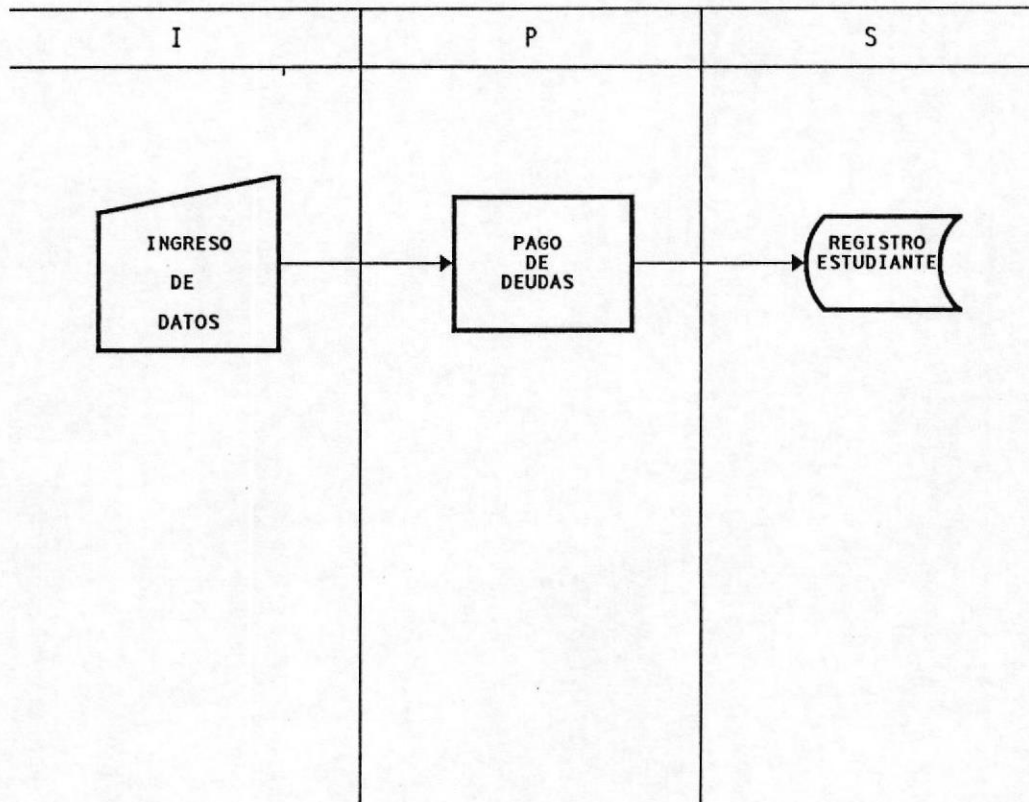 I
P
S
INGRESO
DE
DATOS
PAGO
DE
DEUDAS
REGISTRO
ESTUDIANTE